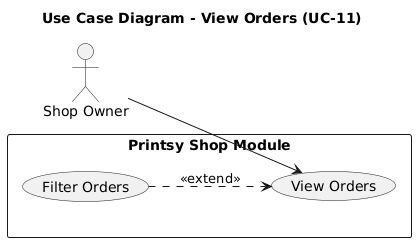 Use Case Diagram - View Orders (UC-11)
Shop Owner
Printsy Shop Module
«extend»
Filter Orders
View Orders